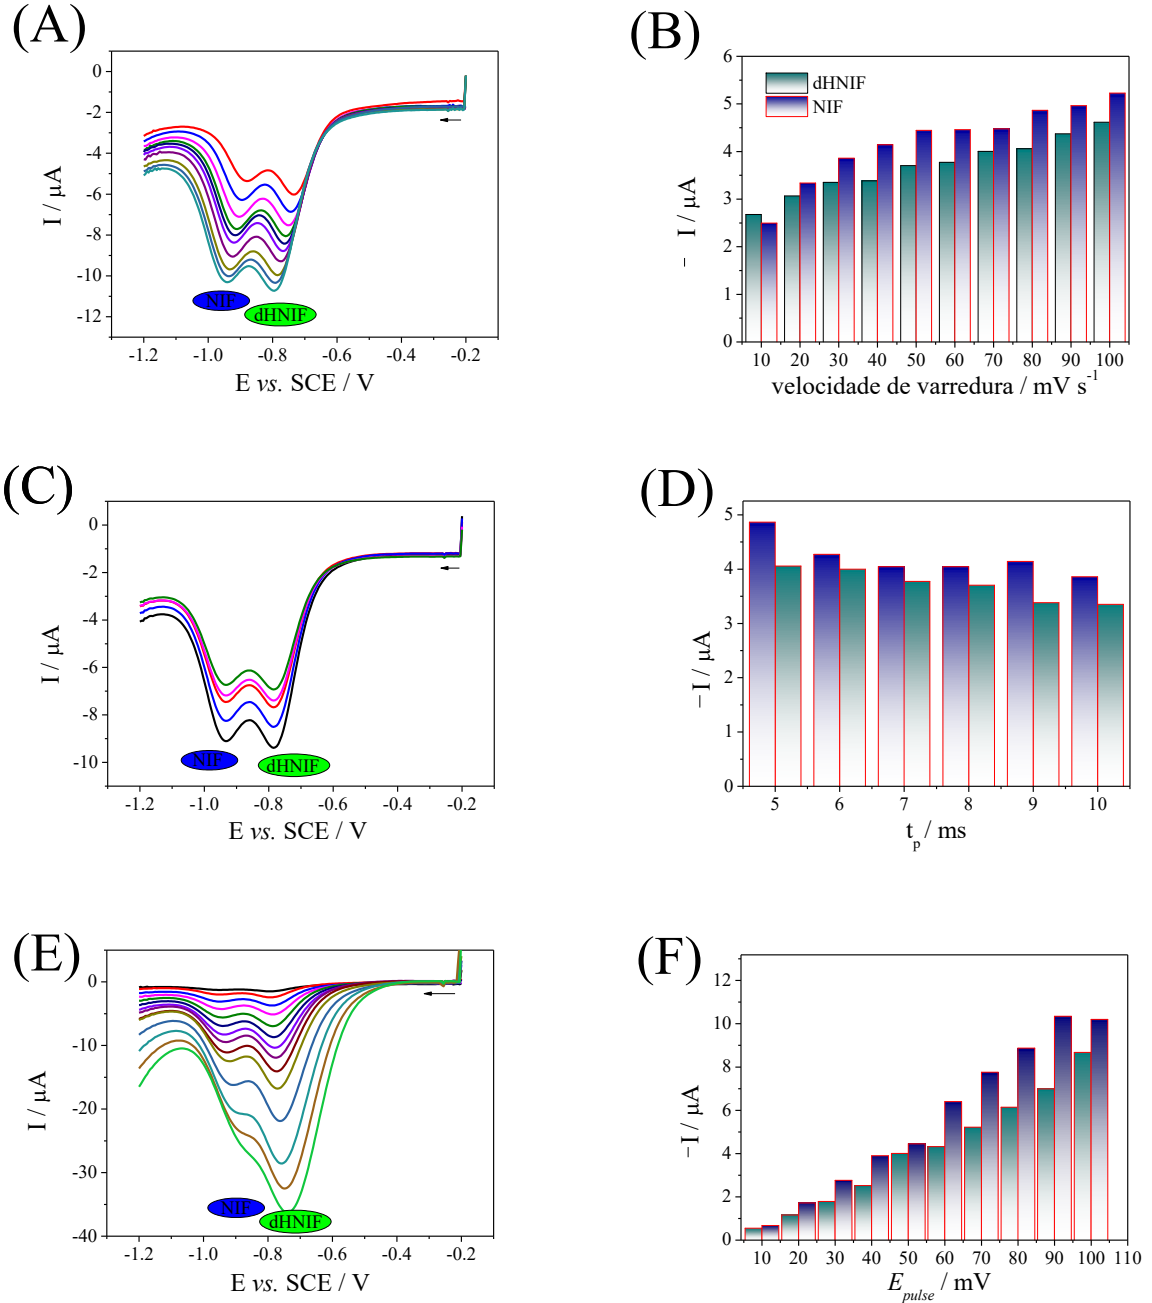 (A)
0
-2
-4
-6
-8
-10
-12
I / μA
NIF
dHNIF
-1.2 -1.0 -0.8 -0.6 -0.4 -0.2
E vs. SCE / V
(B)
6
5
4
3
2
1
0
− I / μA
dHNIF
NIF
10 20 30 40 50 60 70 80 90 100
velocidade de varredura / mV s-1
(C)
0
-2
-4
-6
-8
-10
I / μA
NIF
dHNIF
-1.2 -1.0 -0.8 -0.6 -0.4 -0.2
E vs. SCE / V
(D)
5
4
3
2
1
0
−I / μA
5 6 7 8 9 10
tp / ms
(E)
0
-10
-20
-30
-40
I / μA
NIF
dHNIF
-1.2 -1.0 -0.8 -0.6 -0.4 -0.2
E vs. SCE / V
(F)
12
10
8
6
4
2
0
−I / μA
10 20 30 40 50 60 70 80 90 100 110
Epulse / mV